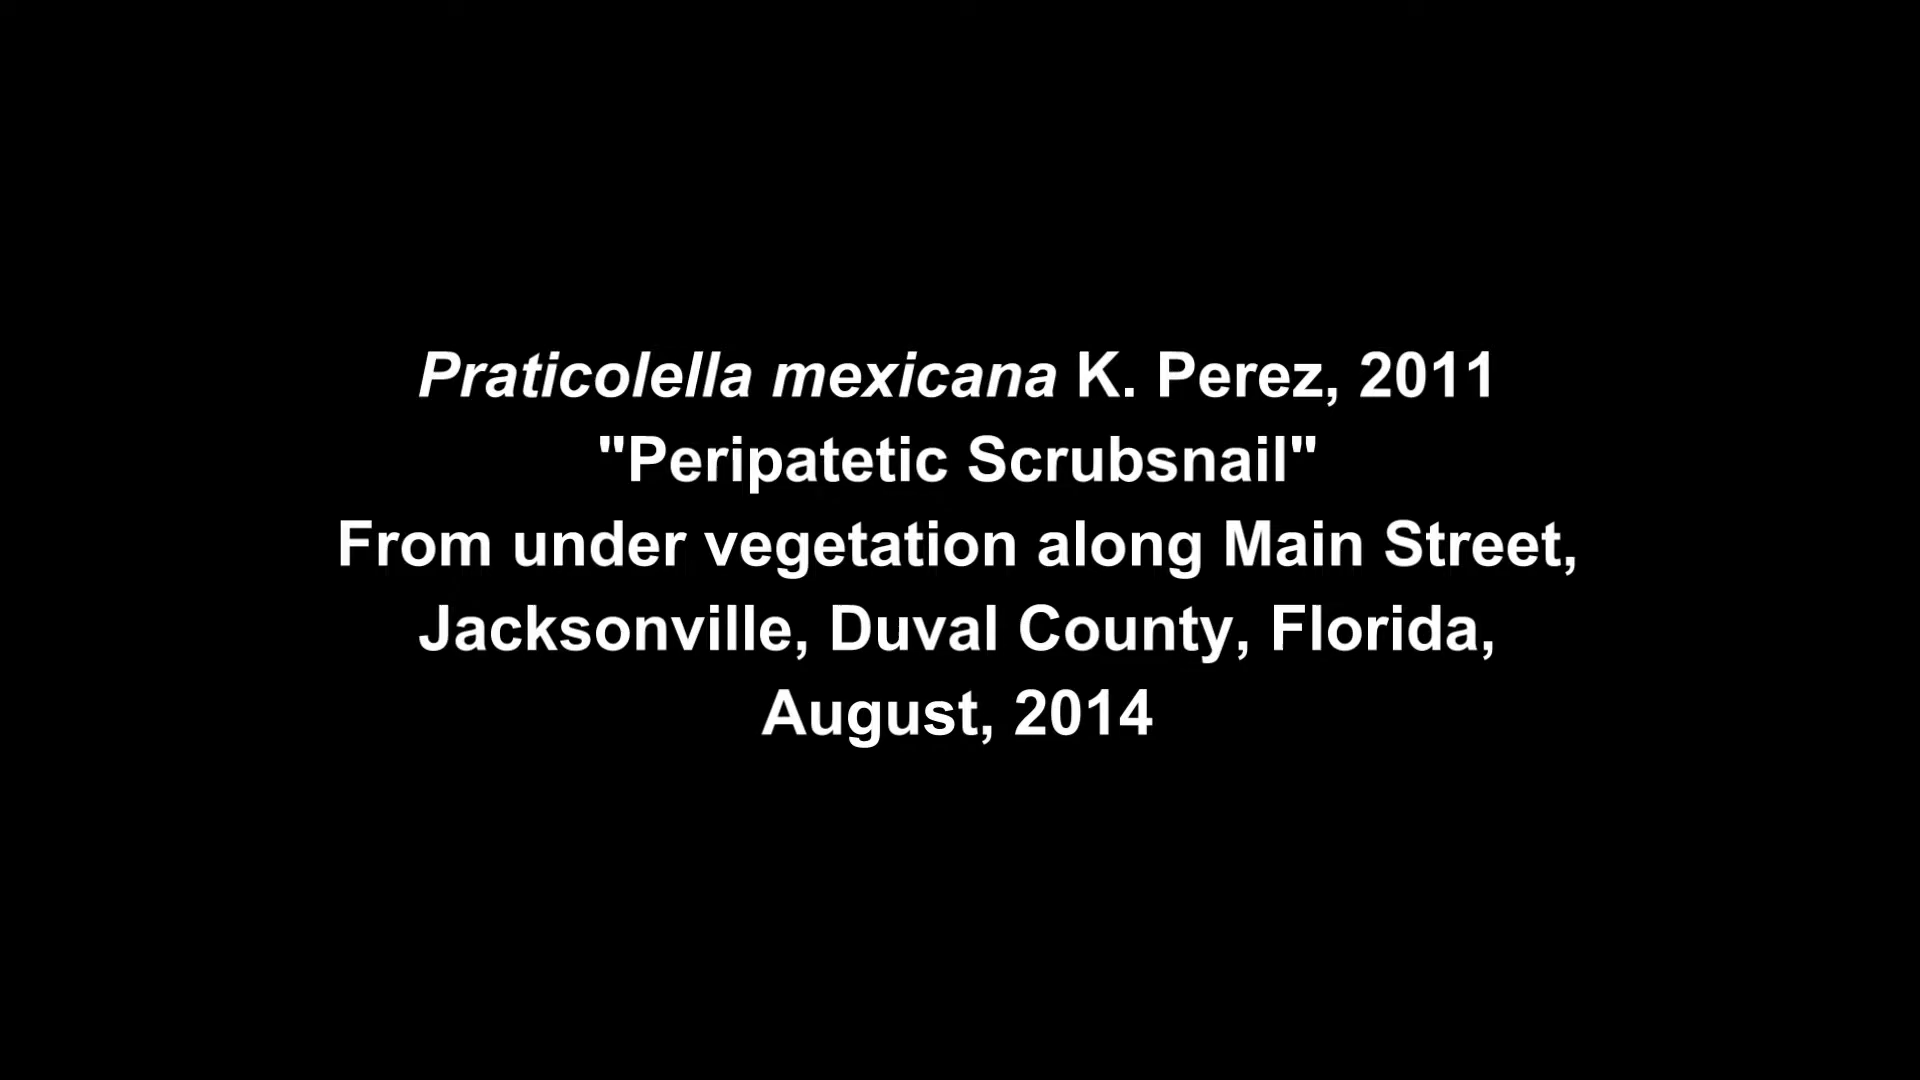 Praticolella mexicana K. Perez, 2011
"Peripatetic Scrubsnail"
From under vegetation along Main Street,
Jacksonville, Duval County, Florida,
August, 2014